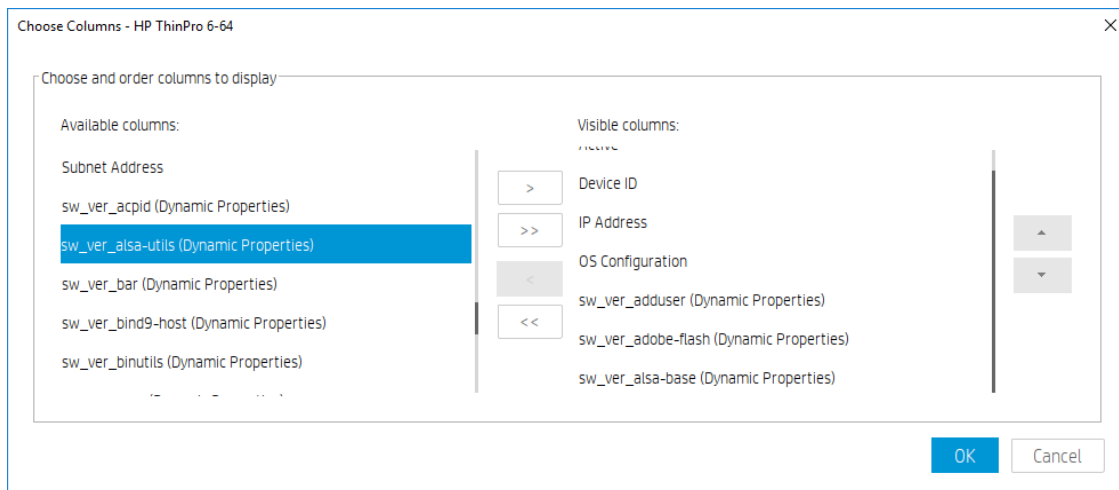 Choose Columns - HP ThinPro 6-64
Choose and order columns to display
Available columns:
Subnet Address
sw_ver_acpid (Dynamic Properties)
sw_ver_alsa-utils (Dynamic Properties)
sw_ver_bar (Dynamic Properties)
sw_ver_bind9-host (Dynamic Properties)
sw_ver_binutils (Dynamic Properties)
>
>>
<
<<
Visible columns:
Active
Device ID
IP Address
OS Configuration
sw_ver_adduser (Dynamic Properties)
sw_ver_adobe-flash (Dynamic Properties)
sw_ver_alsa-base (Dynamic Properties)
OK
Cancel